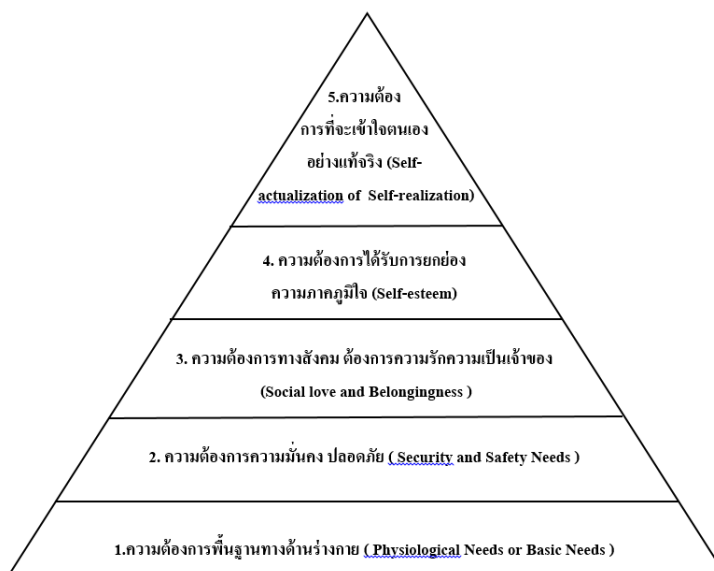 5.ความต้อง
การที่จะเข้าใจตนเอง
อย่างแท้จริง (Self-
actualization of  Self-realization)
4. ความต้องการได้รับการยกย่อง
ความภาคภูมิใจ (Self-esteem)
3. ความต้องการทางสังคม ต้องการความรักความเป็นเจ้าของ
(Social love and Belongingness )
2. ความต้องการความมั่นคง ปลอดภัย ( Security and Safety Needs )
1.ความต้องการพื้นฐานทางด้านร่างกาย ( Physiological Needs or Basic Needs )